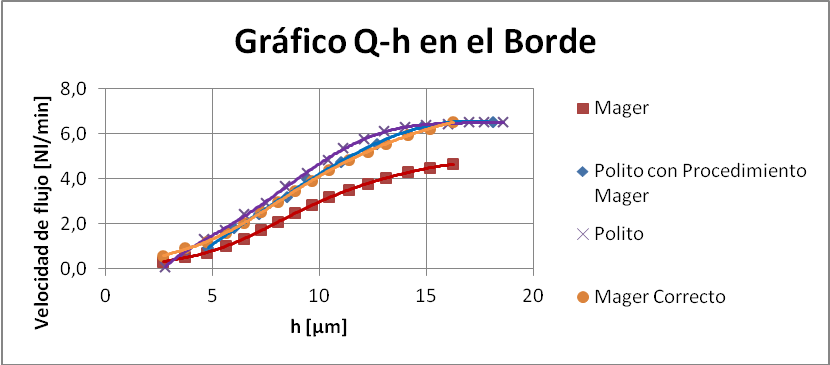 Gráfico Q-h en el Borde
Velocidad de flujo [Nl/min]
8,0
6,0
4,0
2,0
0,0
0
5
10
15
20
h [µm]
Mager
Polito con Procedimiento
Mager
Polito
Mager Correcto